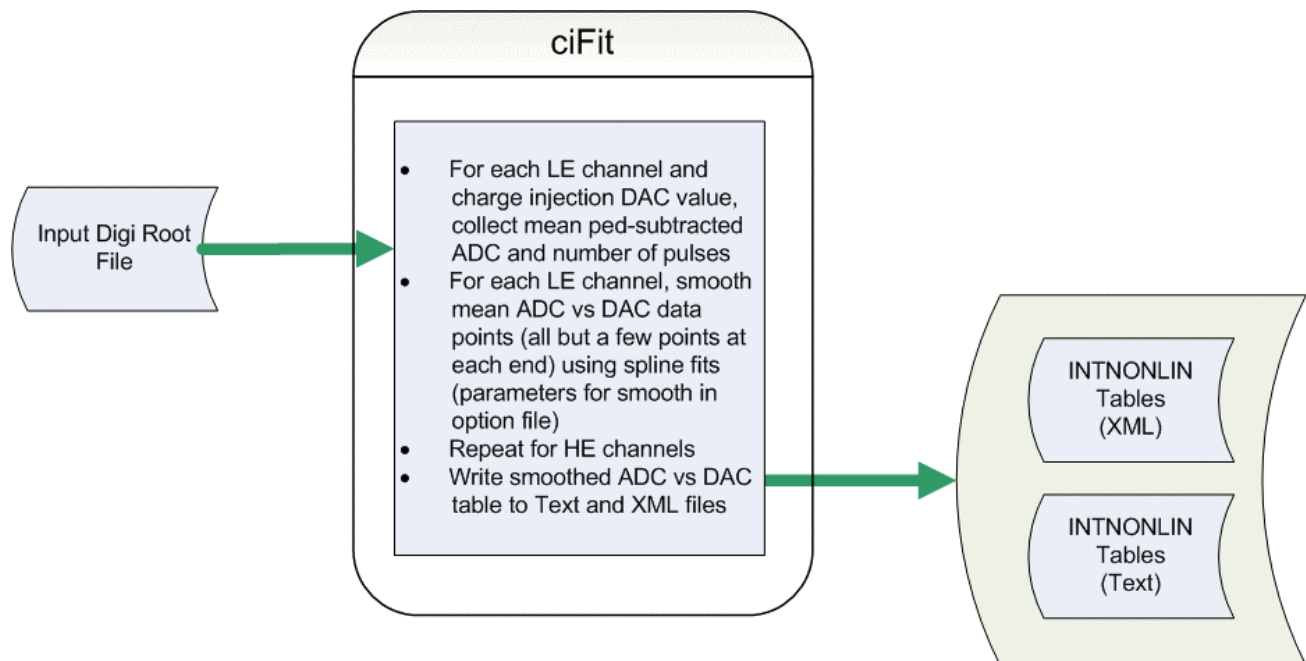 ciFit
Input Digi Root
File
• For each LE channel and
charge injection DAC value,
collect mean ped-subtracted
ADC and number of pulses
• For each LE channel, smooth
mean ADC vs DAC data
points (all but a few points at
each end) using spline fits
(parameters for smooth in
option file)
• Repeat for HE channels
• Write smoothed ADC vs DAC
table to Text and XML files
INTNONLIN
Tables
(XML)
INTNONLIN
Tables
(Text)